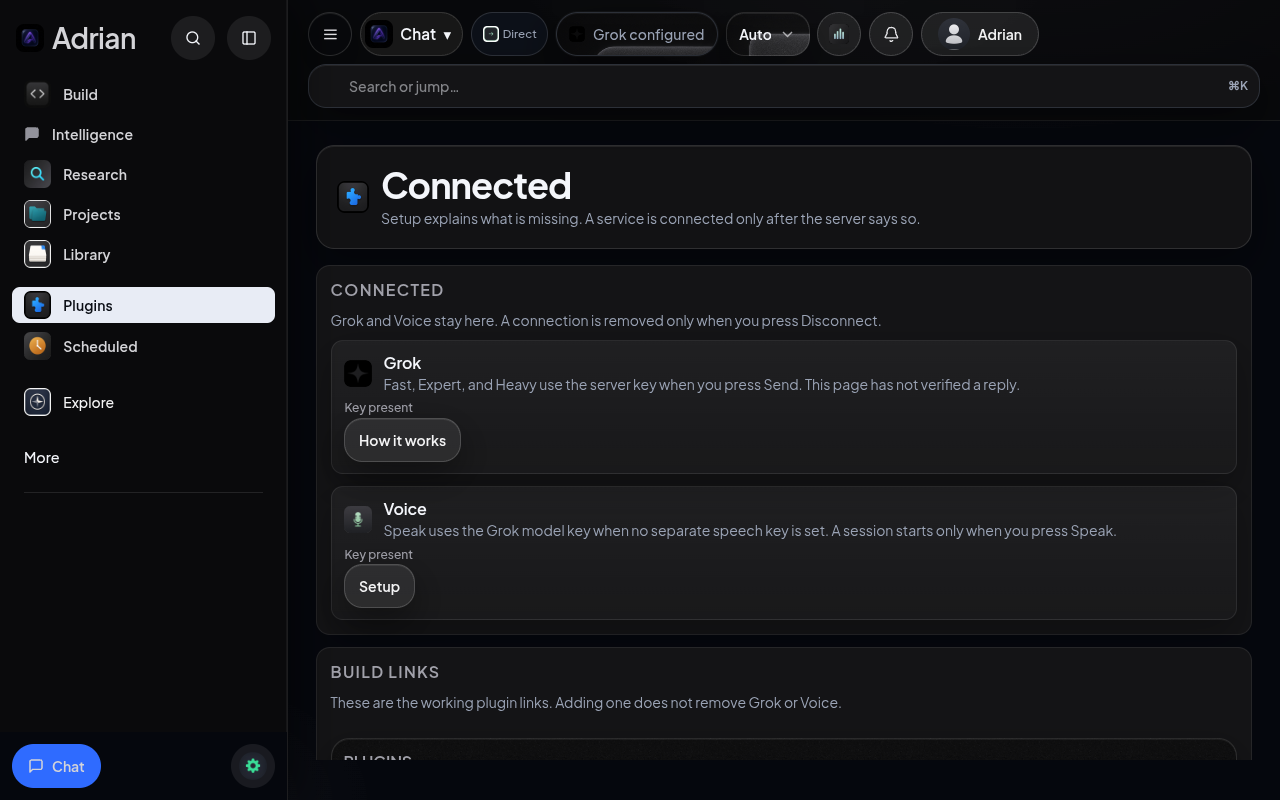 Adrian
Build
Intelligence
Research
Projects
Library
Plugins
Scheduled
Explore
More
Chat
Chat ▾
Direct
Grok configured
Auto
Adrian
Search or jump…
⌘K
Connected
Setup explains what is missing. A service is connected only after the server says so.
CONNECTED
Grok and Voice stay here. A connection is removed only when you press Disconnect.
Grok
Fast, Expert, and Heavy use the server key when you press Send. This page has not verified a reply.
Key present
How it works
Voice
Speak uses the Grok model key when no separate speech key is set. A session starts only when you press Speak.
Key present
Setup
BUILD LINKS
These are the working plugin links. Adding one does not remove Grok or Voice.
PLUGINS